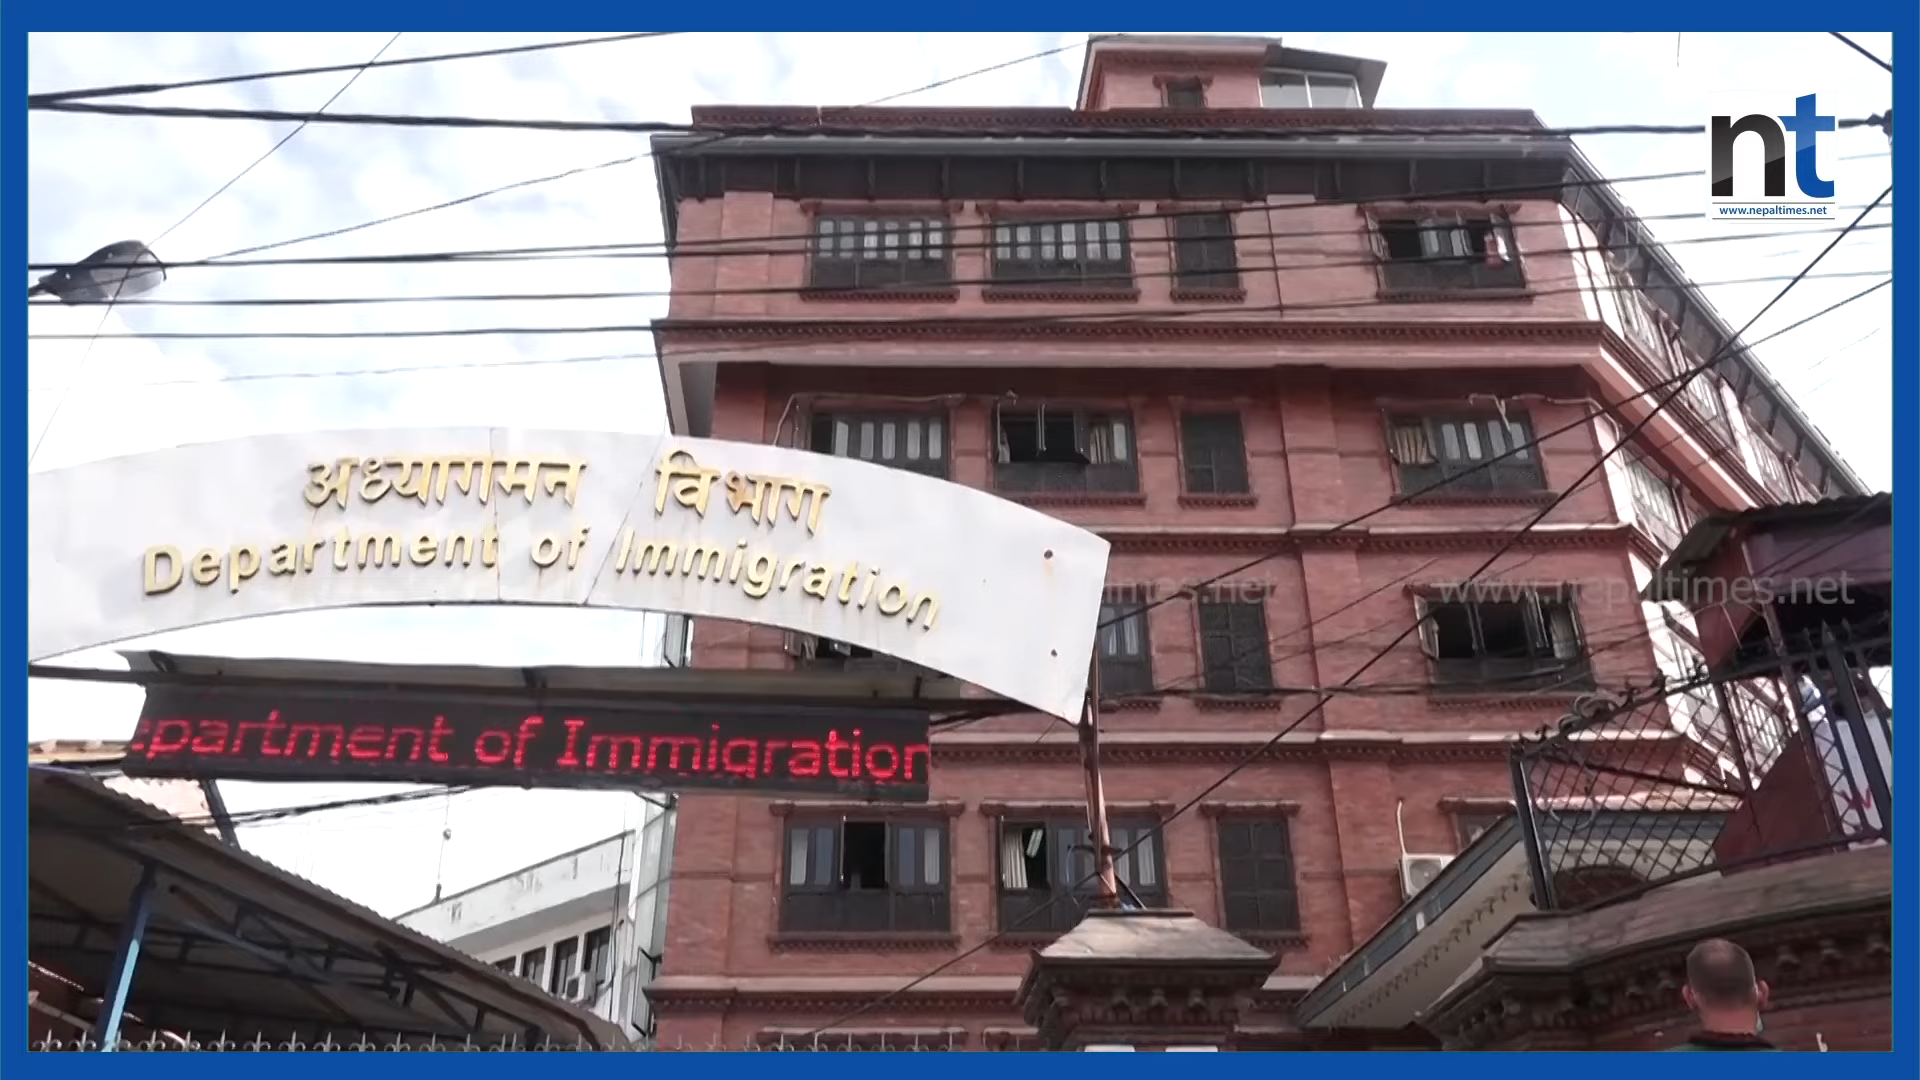 nt
www.nepaltimes.net
अध्यागमन विभाग
Department of Immigration
www.nepaltimes.net
epartment of Immigration